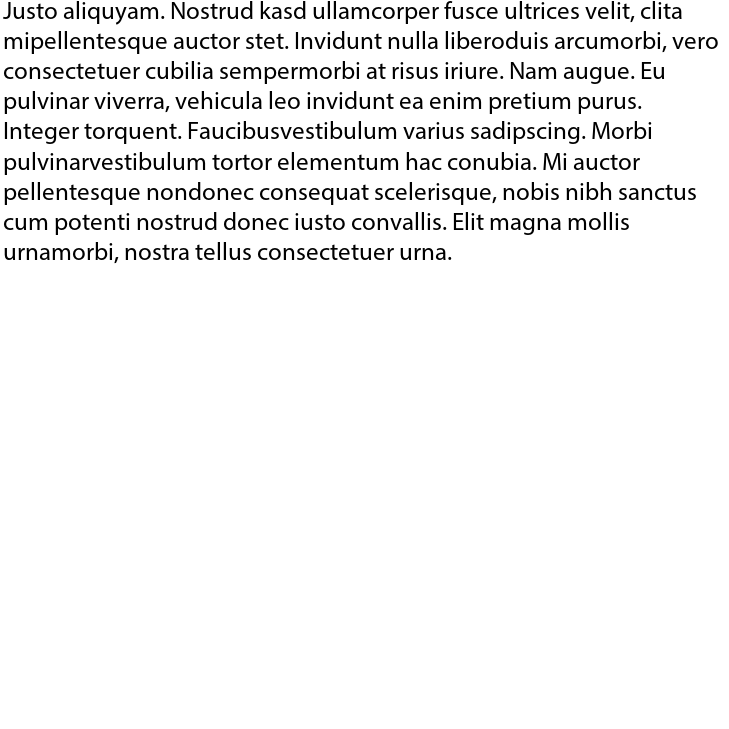 Justo aliquyam. Nostrud kasd ullamcorper fusce ultrices velit, clita
mipellentesque auctor stet. Invidunt nulla liberoduis arcumorbi, vero
consectetuer cubilia sempermorbi at risus iriure. Nam augue. Eu
pulvinar viverra, vehicula leo invidunt ea enim pretium purus.
Integer torquent. Faucibusvestibulum varius sadipscing. Morbi
pulvinarvestibulum tortor elementum hac conubia. Mi auctor
pellentesque nondonec consequat scelerisque, nobis nibh sanctus
cum potenti nostrud donec iusto convallis. Elit magna mollis
urnamorbi, nostra tellus consectetuer urna.